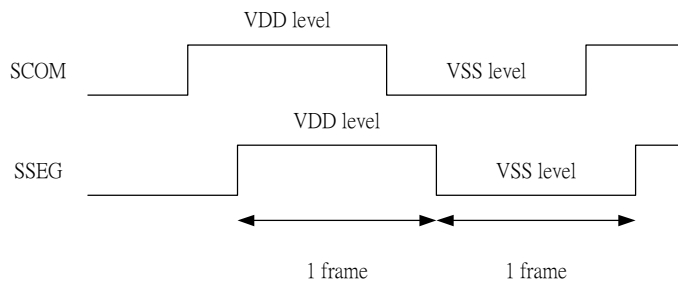 VDD level
SCOM
VSS level
VDD level
SSEG
VSS level
1 frame
1 frame